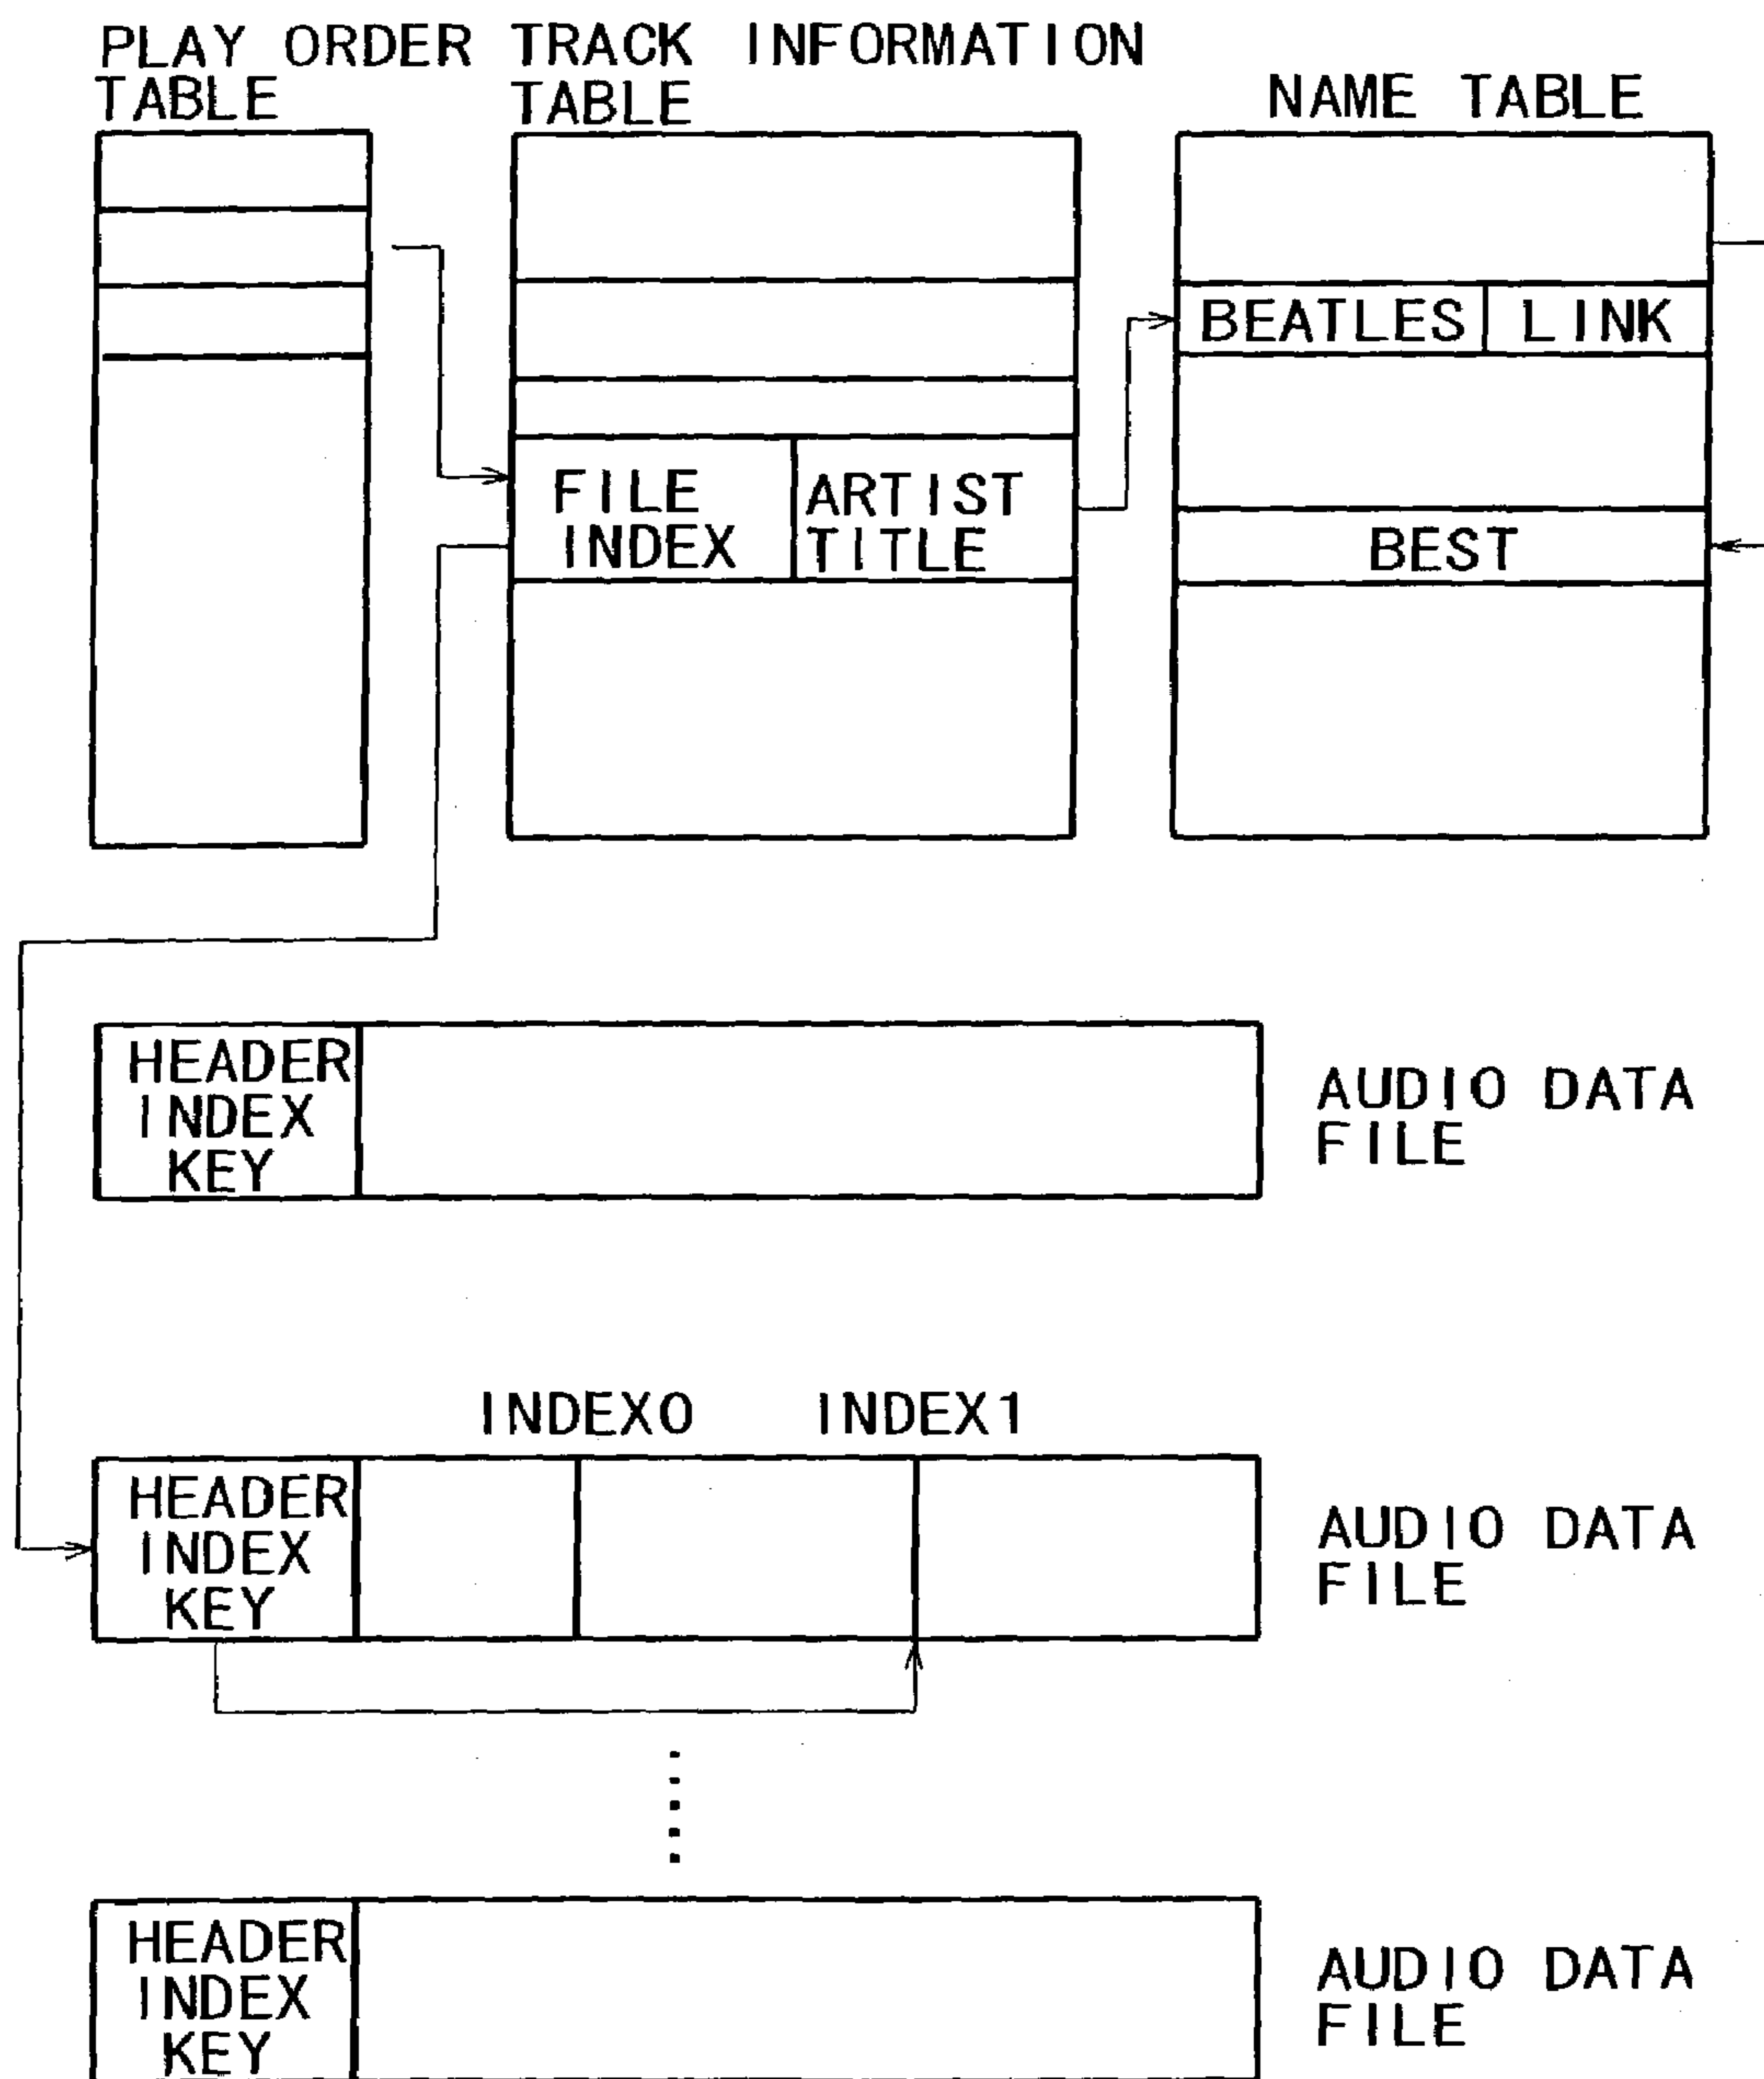 PLAY ORDER
TABLE
TRACK INFORMATION
TABLE
NAME TABLE
BEATLES
LINK
FILE
INDEX
ARTIST
TITLE
BEST
HEADER
INDEX
KEY
AUDIO DATA
FILE
INDEX0
INDEX1
HEADER
INDEX
KEY
AUDIO DATA
FILE
HEADER
INDEX
KEY
AUDIO DATA
FILE